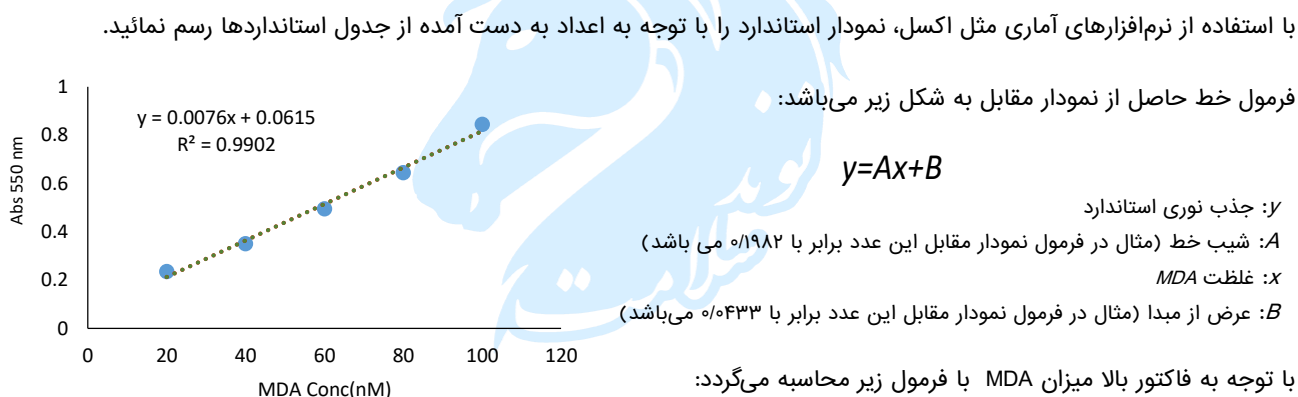 با استفاده از نرم‌افزارهای آماری مثل اکسل، نمودار استاندارد را با توجه به اعداد به دست آمده از جدول استانداردها رسم نمائید.
فرمول خط حاصل از نمودار مقابل به شکل زیر می‌باشد:
y=Ax+B
y: جذب نوری استاندارد
A: شیب خط (مثال در فرمول نمودار مقابل این عدد برابر با ۰/۱۹۸۲ می باشد)
x: غلظت MDA
B: عرض از مبدا (مثال در فرمول نمودار مقابل این عدد برابر با ۰/۰۴۳۳ می‌باشد)
با توجه به فاکتور بالا میزان MDA با فرمول زیر محاسبه می‌گردد:
y = 0.0076x + 0.0615
R² = 0.9902
Abs 550 nm
1
0.8
0.6
0.4
0.2
0
0 20 40 60 80 100 120
MDA Conc(nM)
نوند سلامت